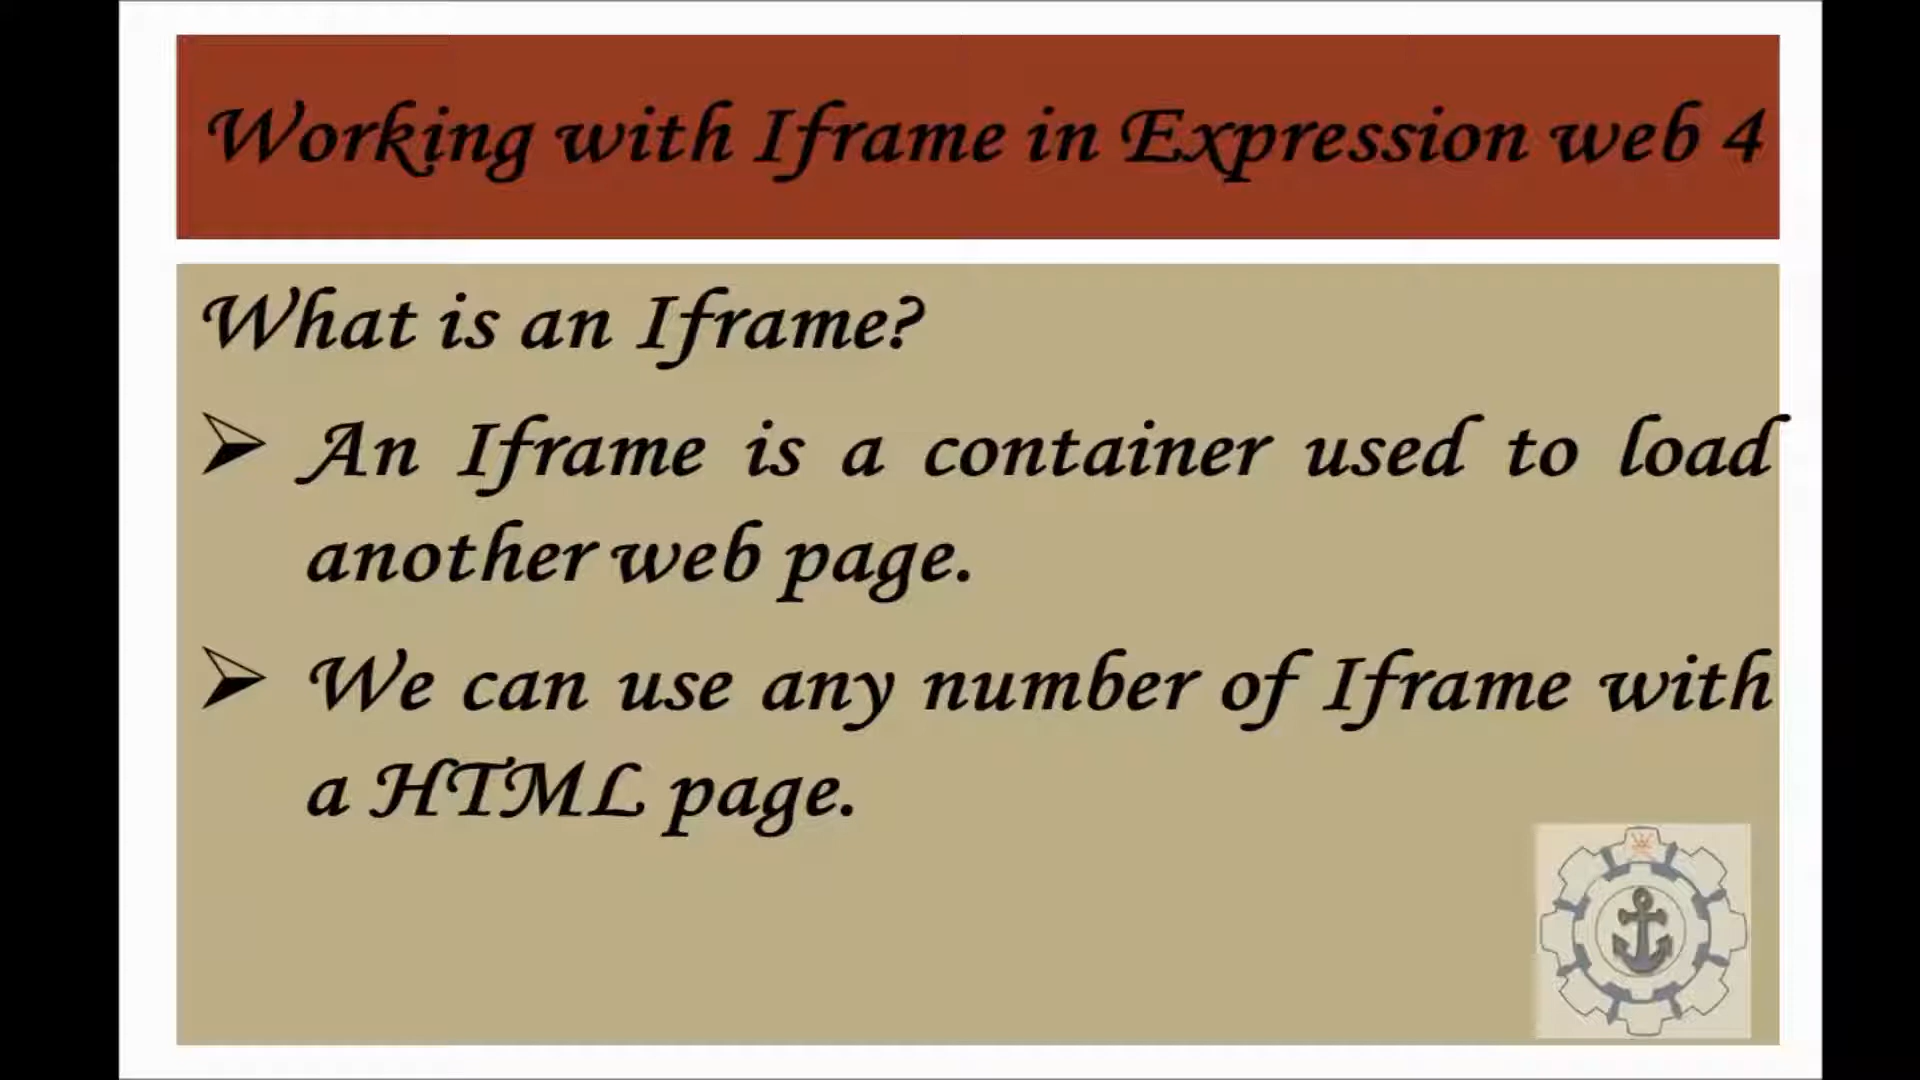 Working with Iframe in Expression web 4
What is an Iframe?
An Iframe is a container used to load
another web page.
We can use any number of Iframe with
a HTML page.